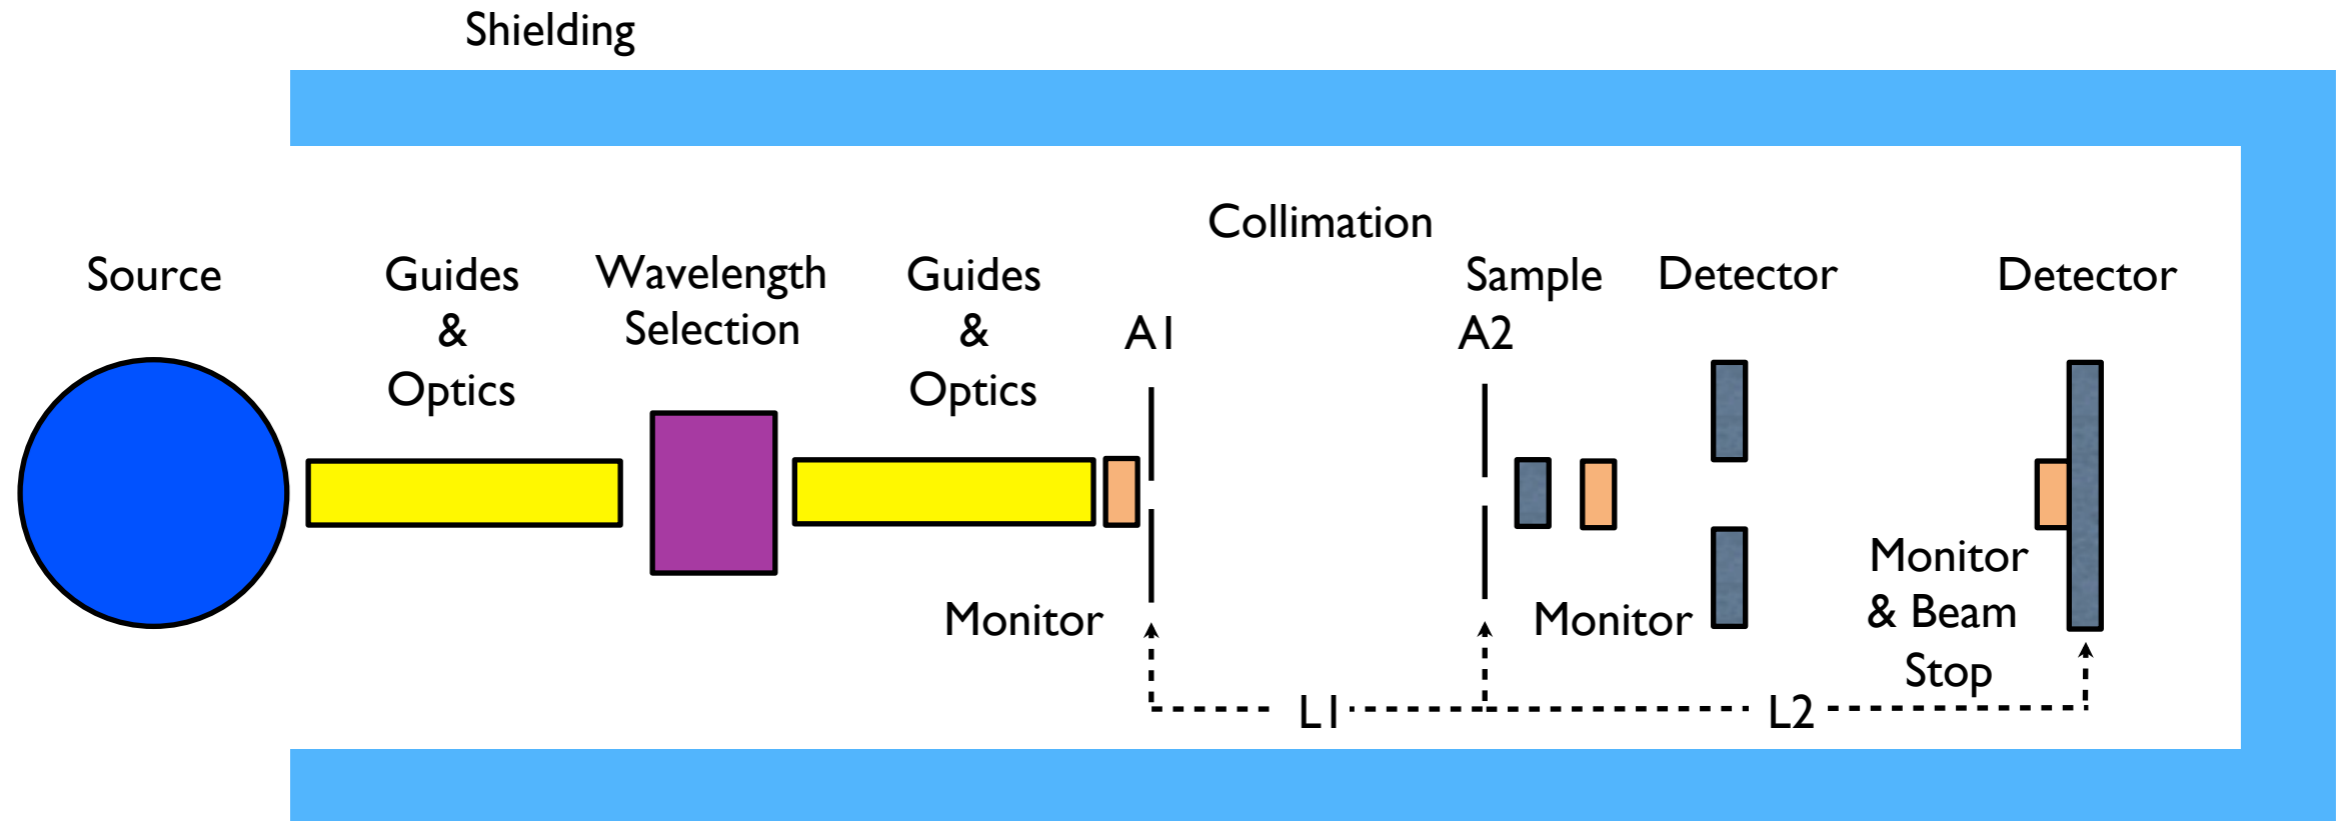 Shielding
Collimation
Source
Guides
&
Optics
Wavelength
Selection
Guides
&
Optics
A1
Sample
A2
Detector
Detector
Monitor
Monitor
Monitor
& Beam
Stop
L1
L2